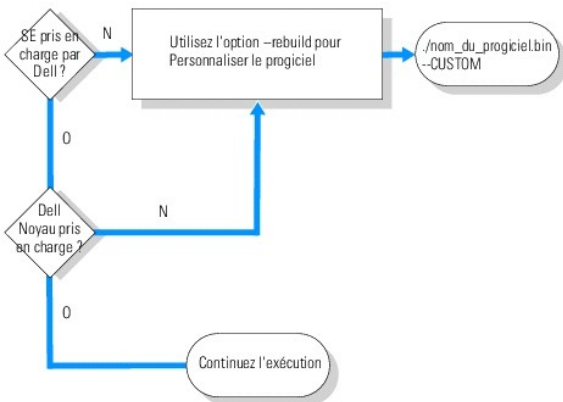 SE pris en
charge par
Dell ?
N
Utilisez l'option –rebuild pour
Personnaliser le progiciel
./nom_du_progiciel.bin
--CUSTOM
O
Dell
Noyau pris
en charge ?
N
O
Continuez l'exécution